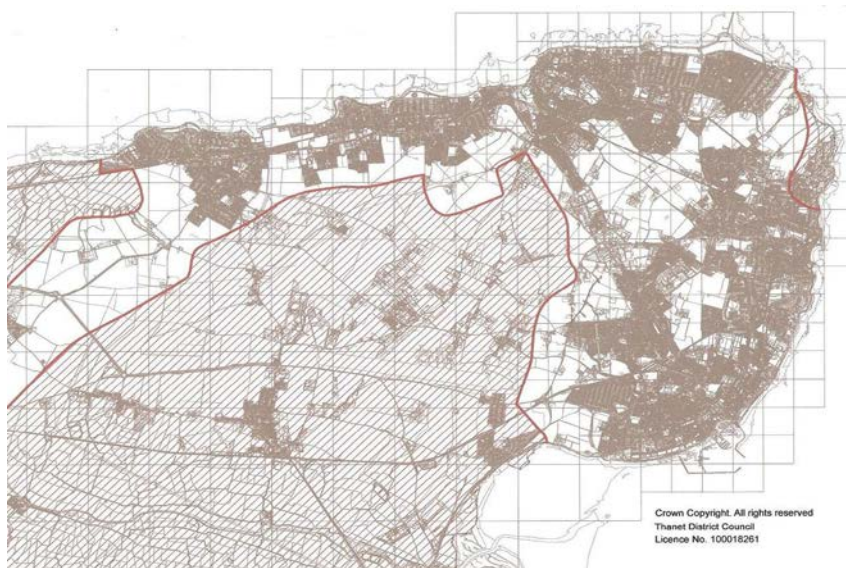 Crown Copyright. All rights reserved
Thanet District Council
Licence No. 100018261